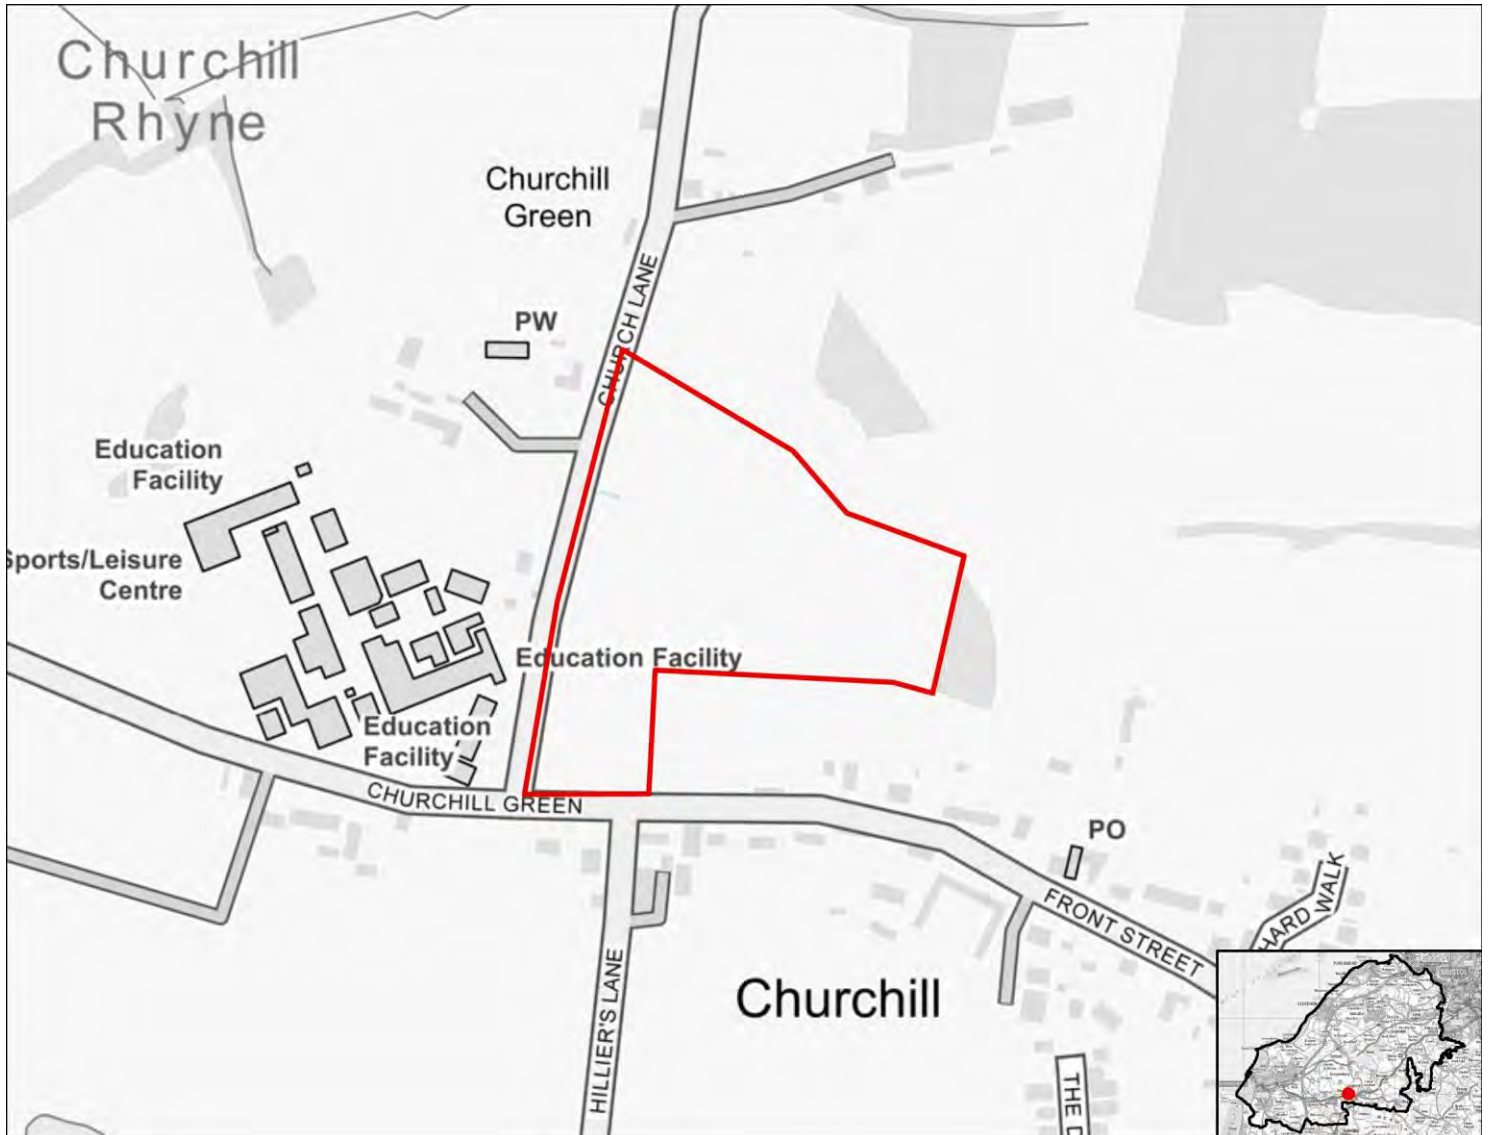 Churchill
Rhyne
Churchill
Green
CHURCH LANE
PW
Education
Facility
Sports/Leisure
Centre
Education Facility
Education
Facility
CHURCHILL GREEN
PO
FRONT STREET
HARD WALK
HILLIER'S LANE
Churchill
THE D
BRISTOL